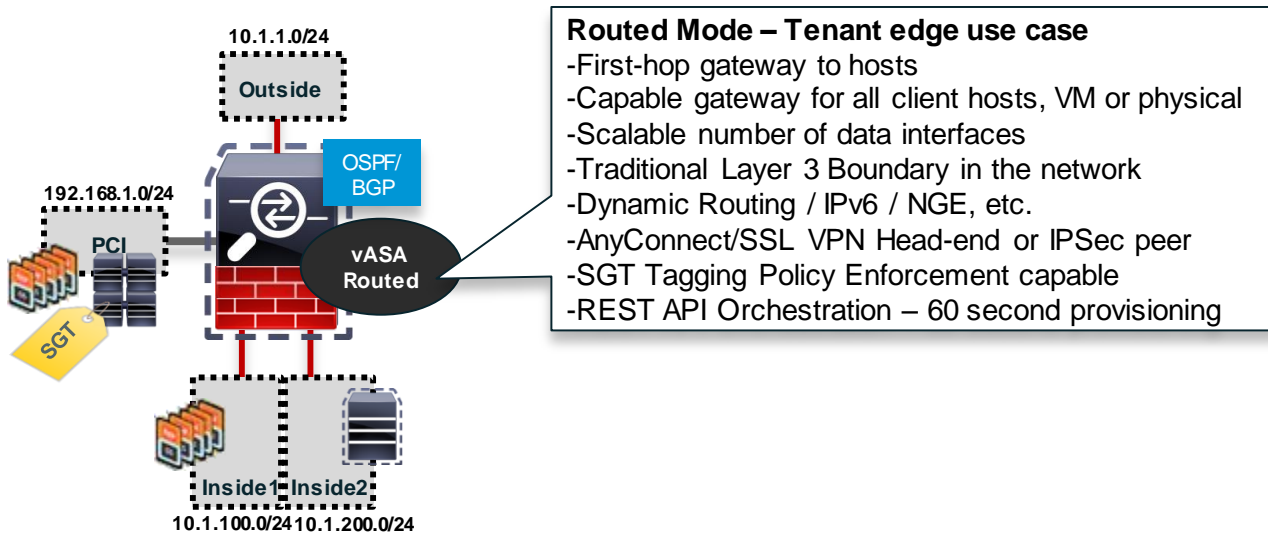 10.1.1.0/24
Outside
OSPF/
BGP
192.168.1.0/24
PCI
SGT
vASA
Routed
Inside1
Inside2
10.1.100.0/24
10.1.200.0/24
Routed Mode – Tenant edge use case
-First-hop gateway to hosts
-Capable gateway for all client hosts, VM or physical
-Scalable number of data interfaces
-Traditional Layer 3 Boundary in the network
-Dynamic Routing / IPv6 / NGE, etc.
-AnyConnect/SSL VPN Head-end or IPSec peer
-SGT Tagging Policy Enforcement capable
-REST API Orchestration – 60 second provisioning